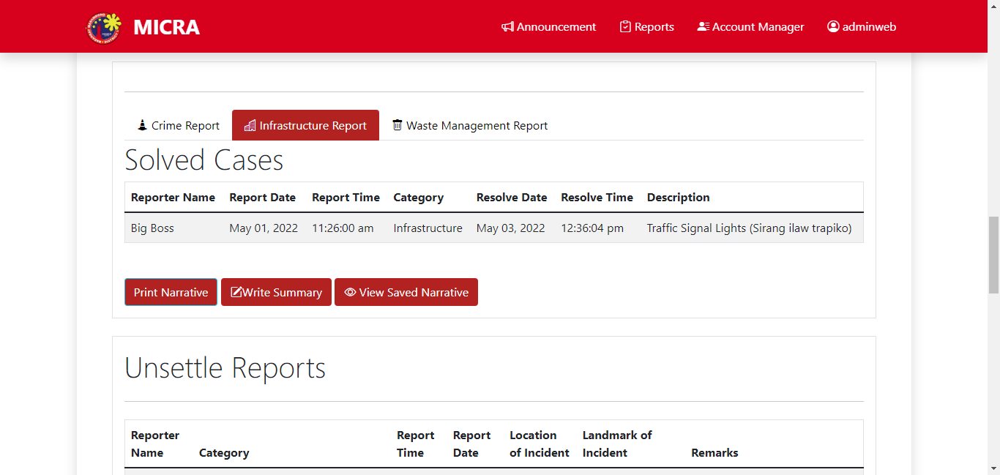 MICRA
Announcement Reports Account Manager adminweb
Crime Report Infrastructure Report Waste Management Report
Solved Cases
Reporter Name Report Date Report Time Category Resolve Date Resolve Time Description
Big Boss May 01, 2022 11:26:00 am Infrastructure May 03, 2022 12:36:04 pm Traffic Signal Lights (Sirang ilaw trapiko)
Print Narrative Write Summary View Saved Narrative
Unsettle Reports
Reporter Name Category Report Time Report Date Location of Incident Landmark of Incident Remarks